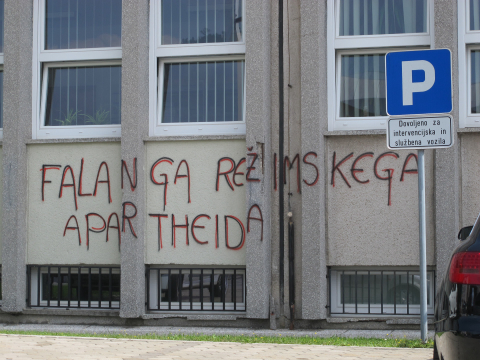 FALANGA REŽIMSKEGA
APARTHEIDA
P
Dovoljeno za
intervencijska in
službena vozila